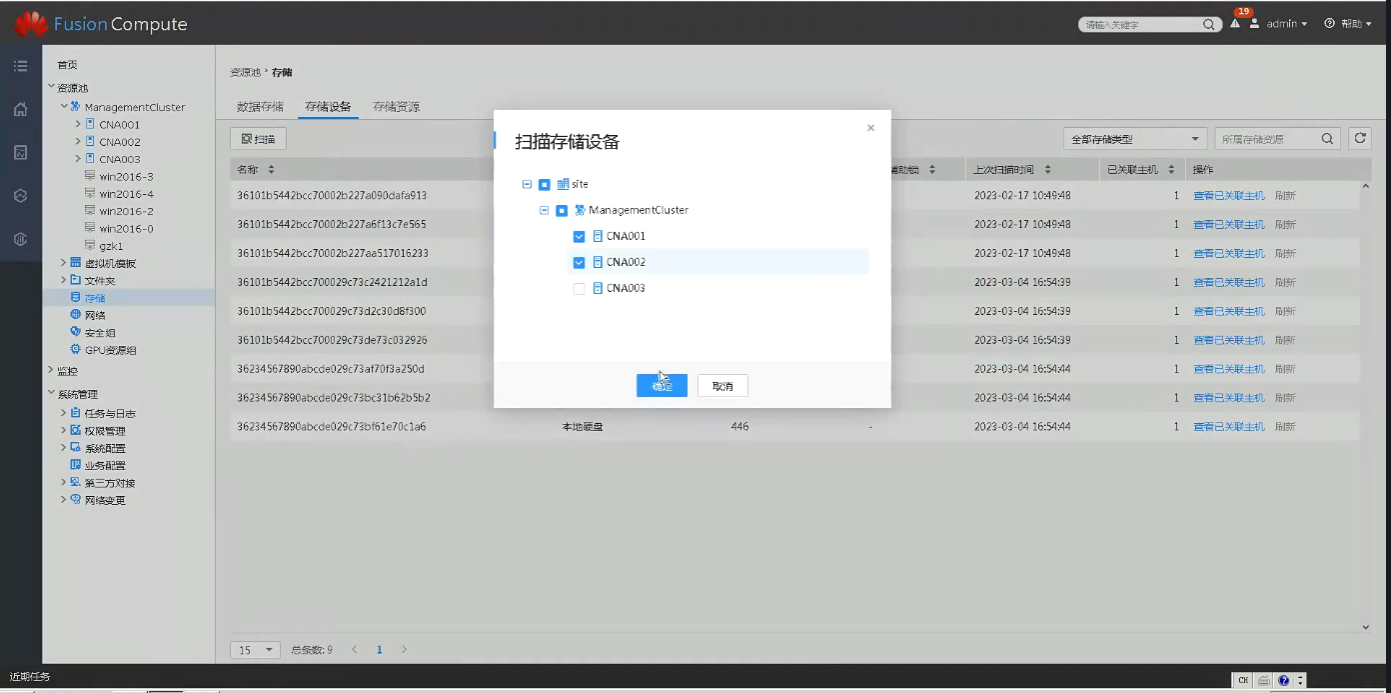 Fusion Compute
请输入关键字
19
admin
帮助
首页
资源池
ManagementCluster
CNA001
CNA002
CNA003
win2016-3
win2016-4
win2016-2
win2016-0
gzk1
虚拟机模板
文件夹
存储
网络
安全组
GPU资源组
监控
系统管理
任务与日志
权限管理
系统配置
业务配置
第三方对接
网络变更
资源池 › 存储
数据存储 存储设备 存储资源
扫描 全部存储类型 所属存储资源
名称 辅助锁 上次扫描时间 已关联主机 操作
36101b5442bcc70002b227a090dafa913 2023-02-17 10:49:48 1 查看已关联主机 刷新
36101b5442bcc70002b227a6f13c7e565 2023-02-17 10:49:48 1 查看已关联主机 刷新
36101b5442bcc70002b227aa517016233 2023-02-17 10:49:48 1 查看已关联主机 刷新
36101b5442bcc700029c73c2421212a1d 2023-03-04 16:54:39 1 查看已关联主机 刷新
36101b5442bcc700029c73d2c30d8f300 2023-03-04 16:54:39 1 查看已关联主机 刷新
36101b5442bcc700029c73de73c032926 2023-03-04 16:54:39 1 查看已关联主机 刷新
36234567890abcde029c73af70f3a250d 2023-03-04 16:54:44 1 查看已关联主机 刷新
36234567890abcde029c73bc31b62b5b2 2023-03-04 16:54:44 1 查看已关联主机 刷新
36234567890abcde029c73bf61e70c1a6 本地硬盘 446 - 2023-03-04 16:54:44 1 查看已关联主机 刷新
扫描存储设备
site
ManagementCluster
CNA001
CNA002
CNA003
确定 取消
15 总条数: 9 1
近期任务
CH